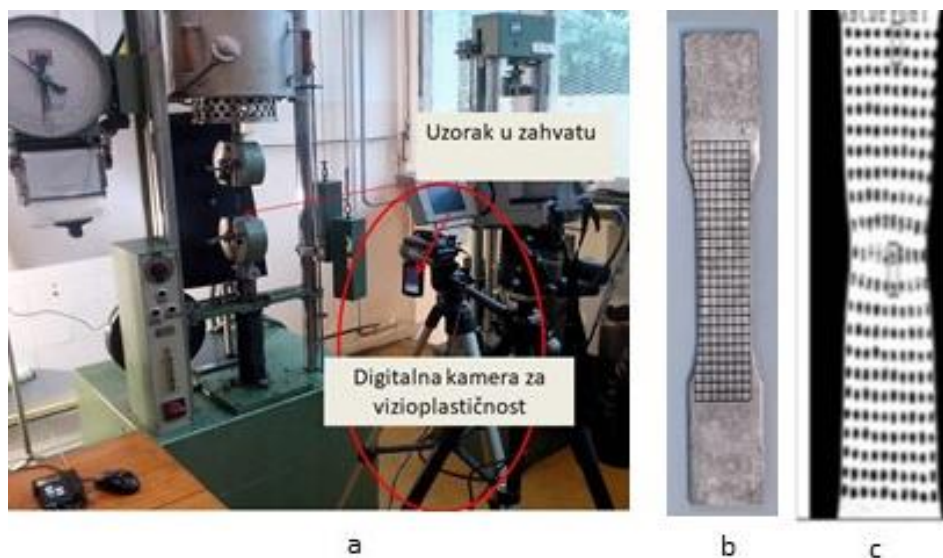 Uzorak u zahvatu
Digitalna kamera za
vizioplastičnost
a
b
c